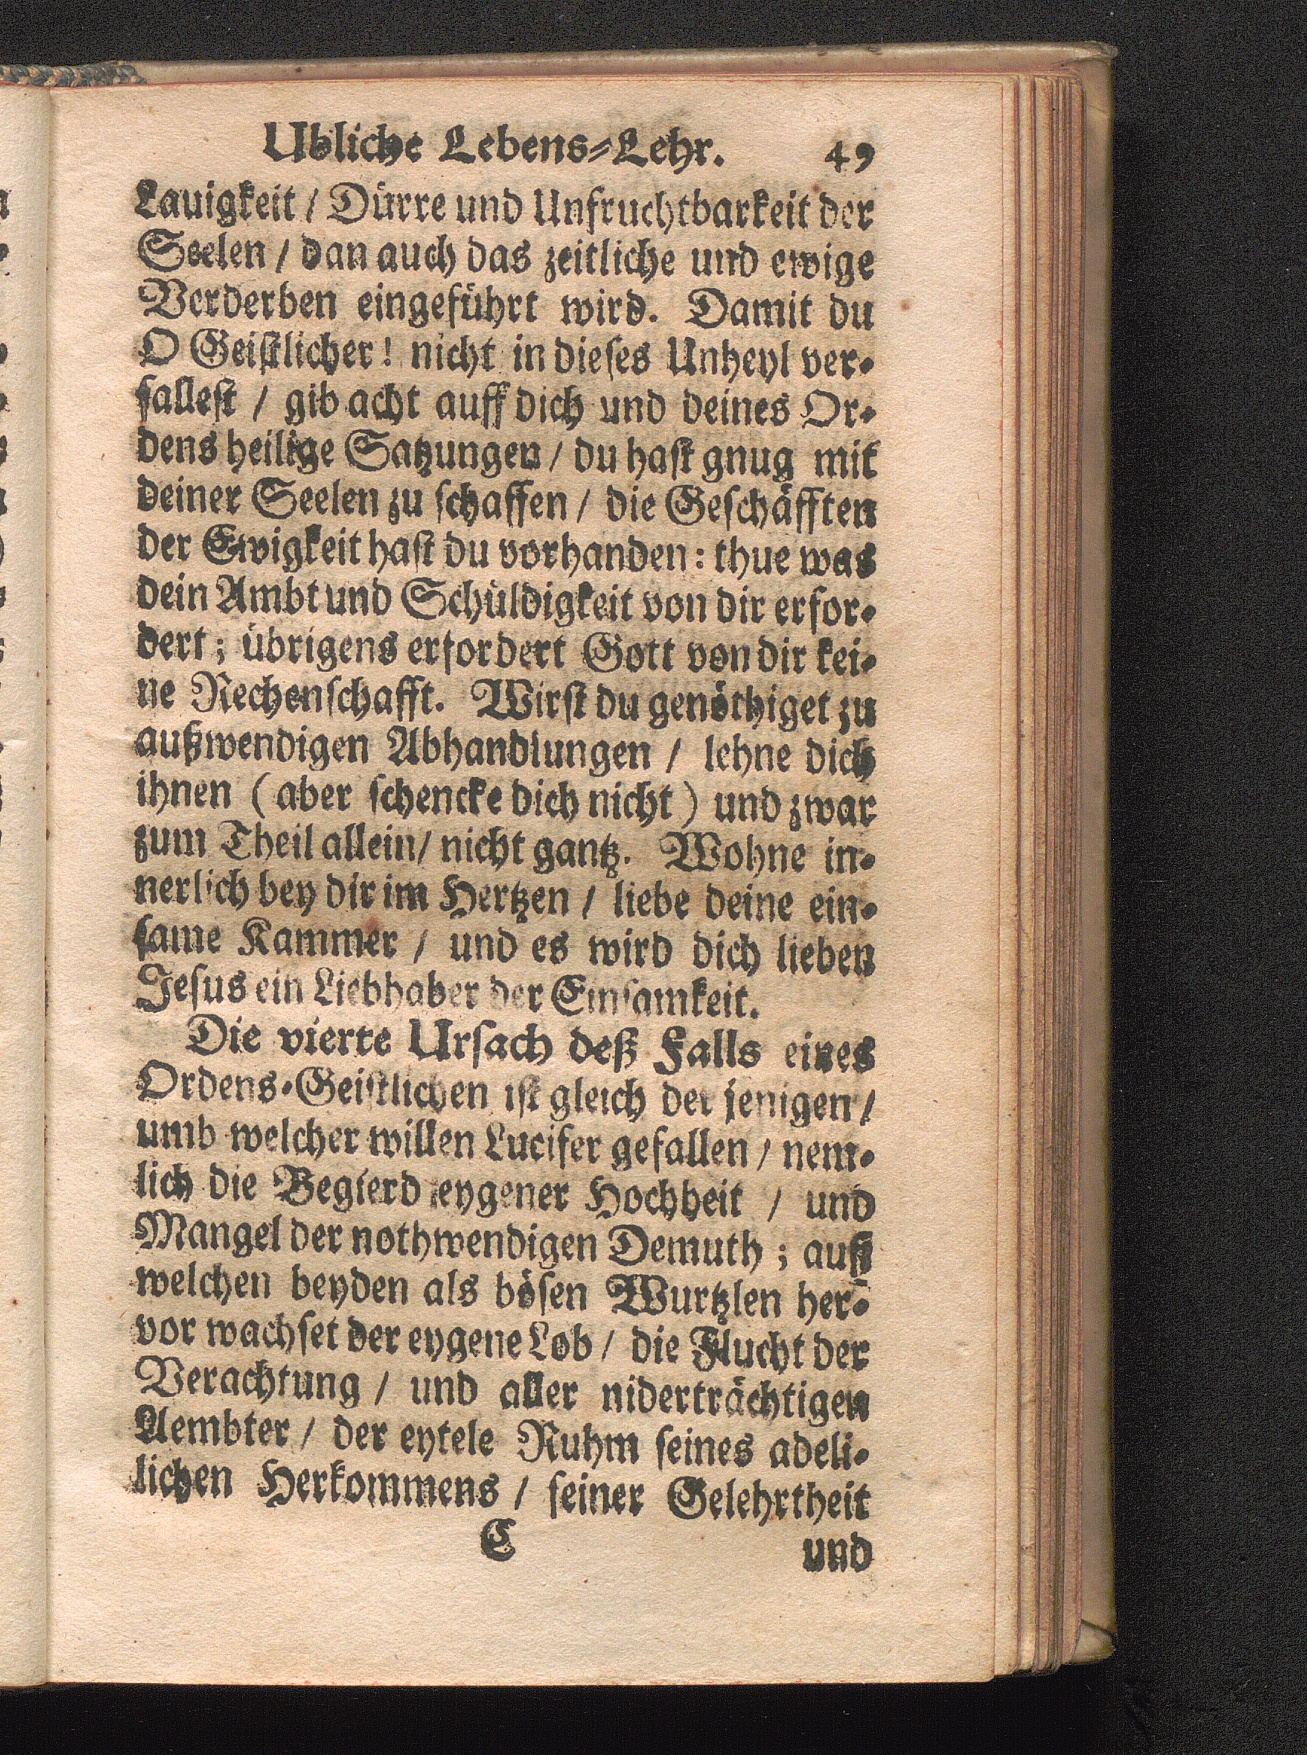 Ubliche Lebens-Lehr. 49
Lauigkeit / Dürre und Unfruchtbarkeit der
Seelen / dan auch das zeitliche und ewige
Verderben eingeführt wird. Damit du
O Geistlicher! nicht in dieses Unheyl ver-
fallest / gib acht auff dich und deines Or-
dens heilige Satzungen / du hast gnug mit
deiner Seelen zu schaffen / die Geschäfften
der Ewigkeit hast du vorhanden: thue was
dein Ambt und Schüldigkeit von dir erfor-
dert; übrigens erfordert Gott von dir kei-
ne Rechenschafft. Wirst du genöthiget zu
außwendigen Abhandlungen / lehne dich
ihnen (aber schencke dich nicht) und zwar
zum Theil allein / nicht gantz. Wohne in-
nerlich bey dir im Hertzen / liebe deine ein-
same Kammer / und es wird dich lieben
Jesus ein Liebhaber der Einsamkeit.
Die vierte Ursach deß Falls eines
Ordens-Geistlichen ist gleich der jenigen /
umb welcher willen Lucifer gefallen / nem-
lich die Begierd eygener Hochheit / und
Mangel der nothwendigen Demuth; auß
welchen beyden als bösen Wurtzlen her-
vor wachset der eygene Lob / die Flucht der
Verachtung / und aller niderträchtigen
Aembter / der eytele Ruhm seines adeli-
lichen Herkommens / seiner Gelehrtheit
C und